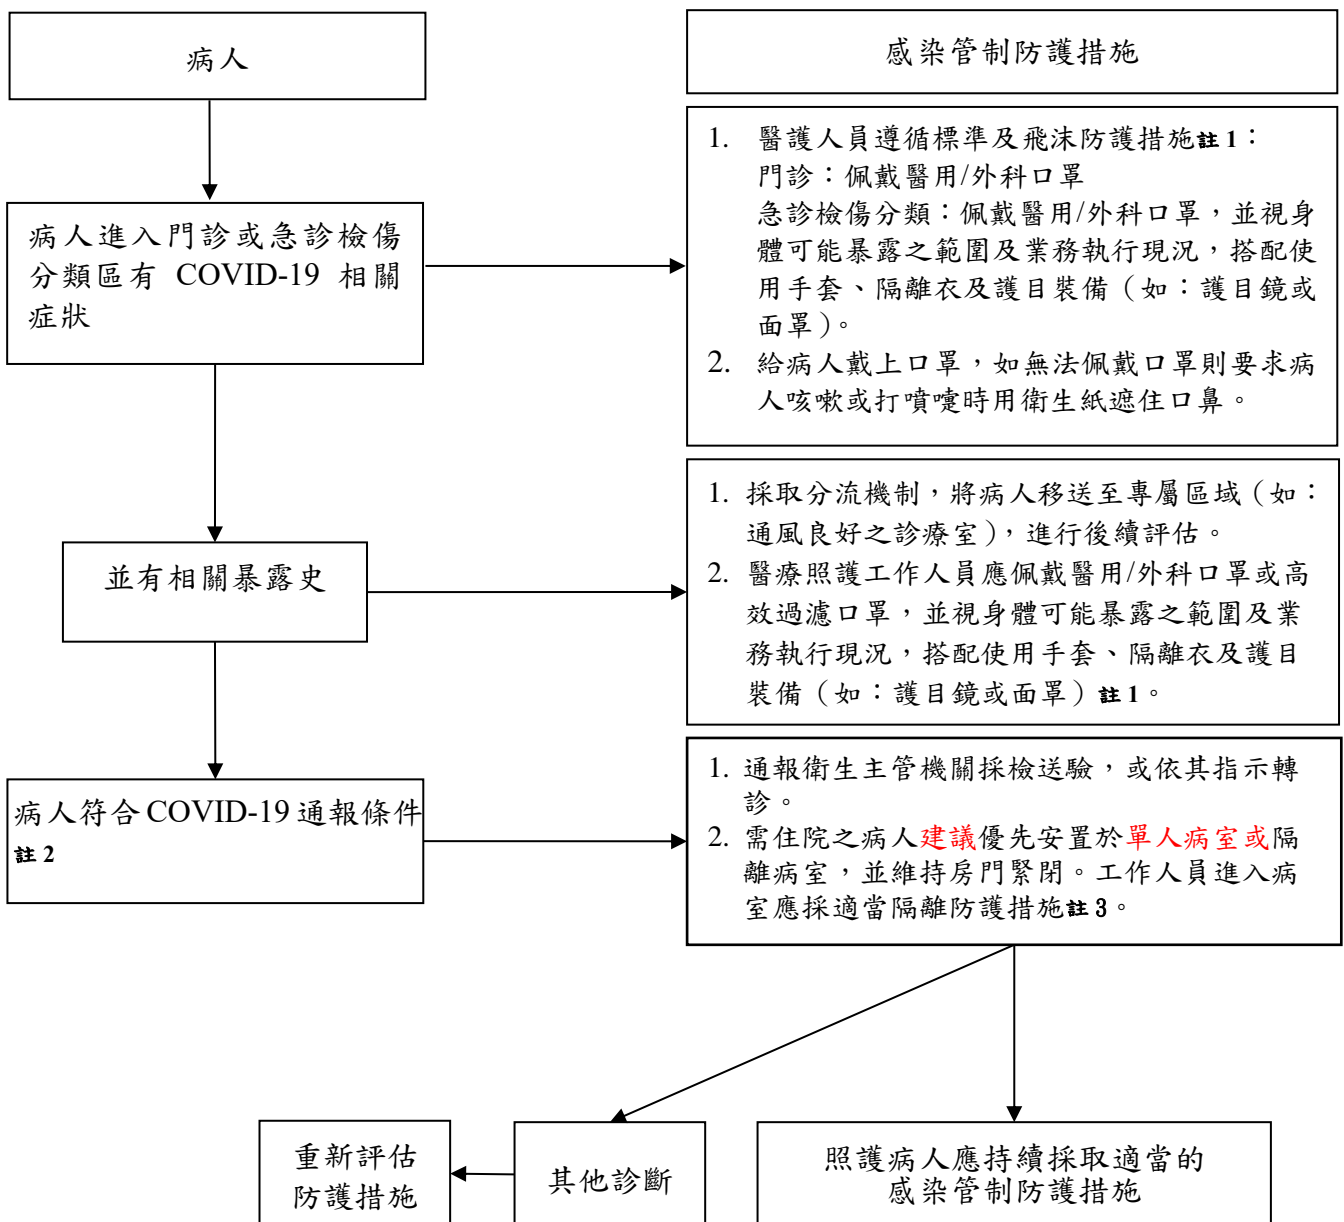 病人
感染管制防護措施
1. 醫護人員遵循標準及飛沫防護措施註1：
門診：佩戴醫用/外科口罩
急診檢傷分類：佩戴醫用/外科口罩，並視身
體可能暴露之範圍及業務執行現況，搭配使
用手套、隔離衣及護目裝備（如：護目鏡或
面罩）。
2. 給病人戴上口罩，如無法佩戴口罩則要求病
人咳嗽或打噴嚏時用衛生紙遮住口鼻。
病人進入門診或急診檢傷
分類區有 COVID-19 相關
症狀
1. 採取分流機制，將病人移送至專屬區域（如：
通風良好之診療室），進行後續評估。
2. 醫療照護工作人員應佩戴醫用/外科口罩或高
效過濾口罩，並視身體可能暴露之範圍及業
務執行現況，搭配使用手套、隔離衣及護目
裝備（如：護目鏡或面罩）註1。
並有相關暴露史
1. 通報衛生主管機關採檢送驗，或依其指示轉
診。
2. 需住院之病人建議優先安置於單人病室或隔
離病室，並維持房門緊閉。工作人員進入病
室應採適當隔離防護措施註3。
病人符合COVID-19通報條件
註2
重新評估
防護措施
其他診斷
照護病人應持續採取適當的
感染管制防護措施